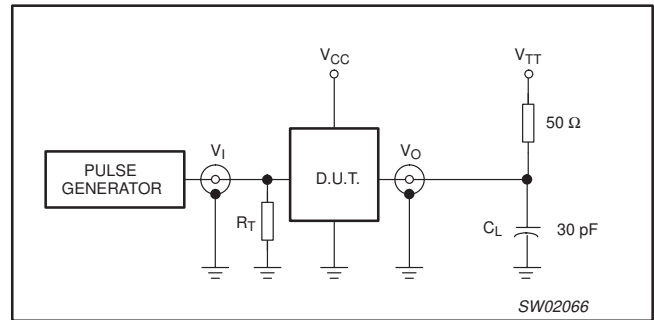 V_CC
V_TT
50 Ω
V_I
V_O
PULSE
GENERATOR
D.U.T.
R_T
C_L
30 pF
SW02066